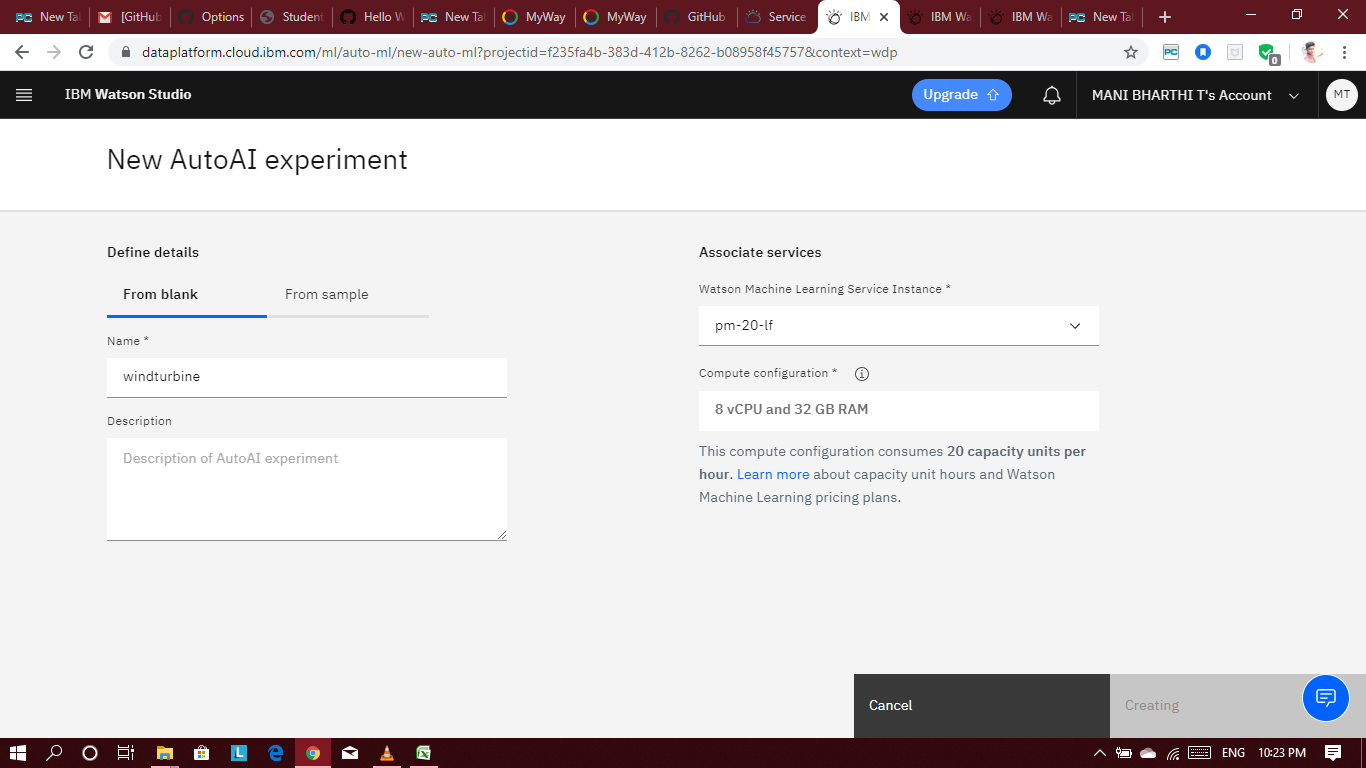 New Ta
[GitHub
Options
Student
Hello W
New Ta
MyWay
MyWay
GitHub
Service
IBM
IBM Wa
IBM Wa
New Ta
dataplatform.cloud.ibm.com/ml/auto-ml/new-auto-ml?projectid=f235fa4b-383d-412b-8262-b08958f45757&context=wdp
PC
0
IBM Watson Studio
Upgrade
MANI BHARTHI T's Account
MT
New AutoAI experiment
Define details
From blank
From sample
Name *
windturbine
Description
Description of AutoAI experiment
Associate services
Watson Machine Learning Service Instance *
pm-20-lf
Compute configuration *
8 vCPU and 32 GB RAM
This compute configuration consumes 20 capacity units per
hour. Learn more about capacity unit hours and Watson
Machine Learning pricing plans.
Cancel
Creating
ENG
10:23 PM